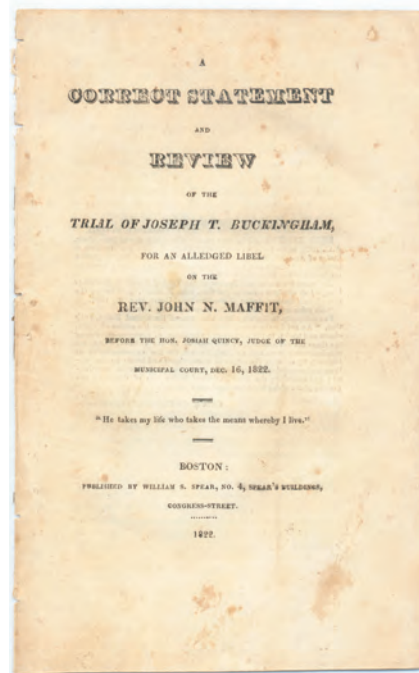 A
CORRECT STATEMENT
AND
REVIEW
OF THE
TRIAL OF JOSEPH T. BUCKINGHAM,
FOR AN ALLEDGED LIBEL
ON THE
REV. JOHN N. MAFFIT,
BEFORE THE HON. JOSIAH QUINCY, JUDGE OF THE
MUNICIPAL COURT, DEC. 16, 1822.
"He takes my life who takes the means whereby I live."
BOSTON:
PUBLISHED BY WILLIAM S. SPEAR, NO. 4, SPEAR'S BUILDINGS,
CONGRESS-STREET.
1822.